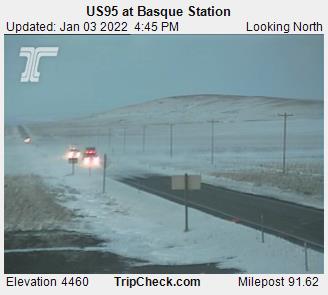 US95 at Basque Station
Updated: Jan 03 2022 4:45 PM Looking North
Elevation 4460 TripCheck.com Milepost 91.62